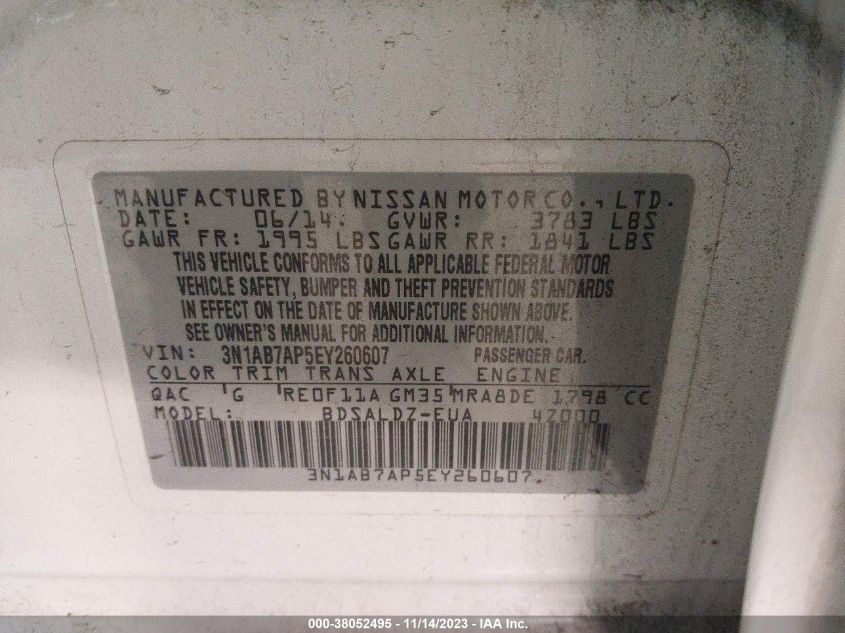 MANUFACTURED BY NISSAN MOTOR CO., LTD.
DATE: 06/14. GVWR: 3783 LBS
GAWR FR: 1995 LBS GAWR RR: 1841 LBS
THIS VEHICLE CONFORMS TO ALL APPLICABLE FEDERAL MOTOR
VEHICLE SAFETY, BUMPER AND THEFT PREVENTION STANDARDS
IN EFFECT ON THE DATE OF MANUFACTURE SHOWN ABOVE.
SEE OWNER'S MANUAL FOR ADDITIONAL INFORMATION.
VIN: 3N1AB7AP5EY260607 PASSENGER CAR.
COLOR TRIM TRANS AXLE ENGINE
QAC G RE0F11A GM35 MRA8DE 1798 CC
MODEL: BDSALDZ-EUA 4Z000
3N1AB7AP5EY260607
000-38052495 - 11/14/2023 - IAA Inc.